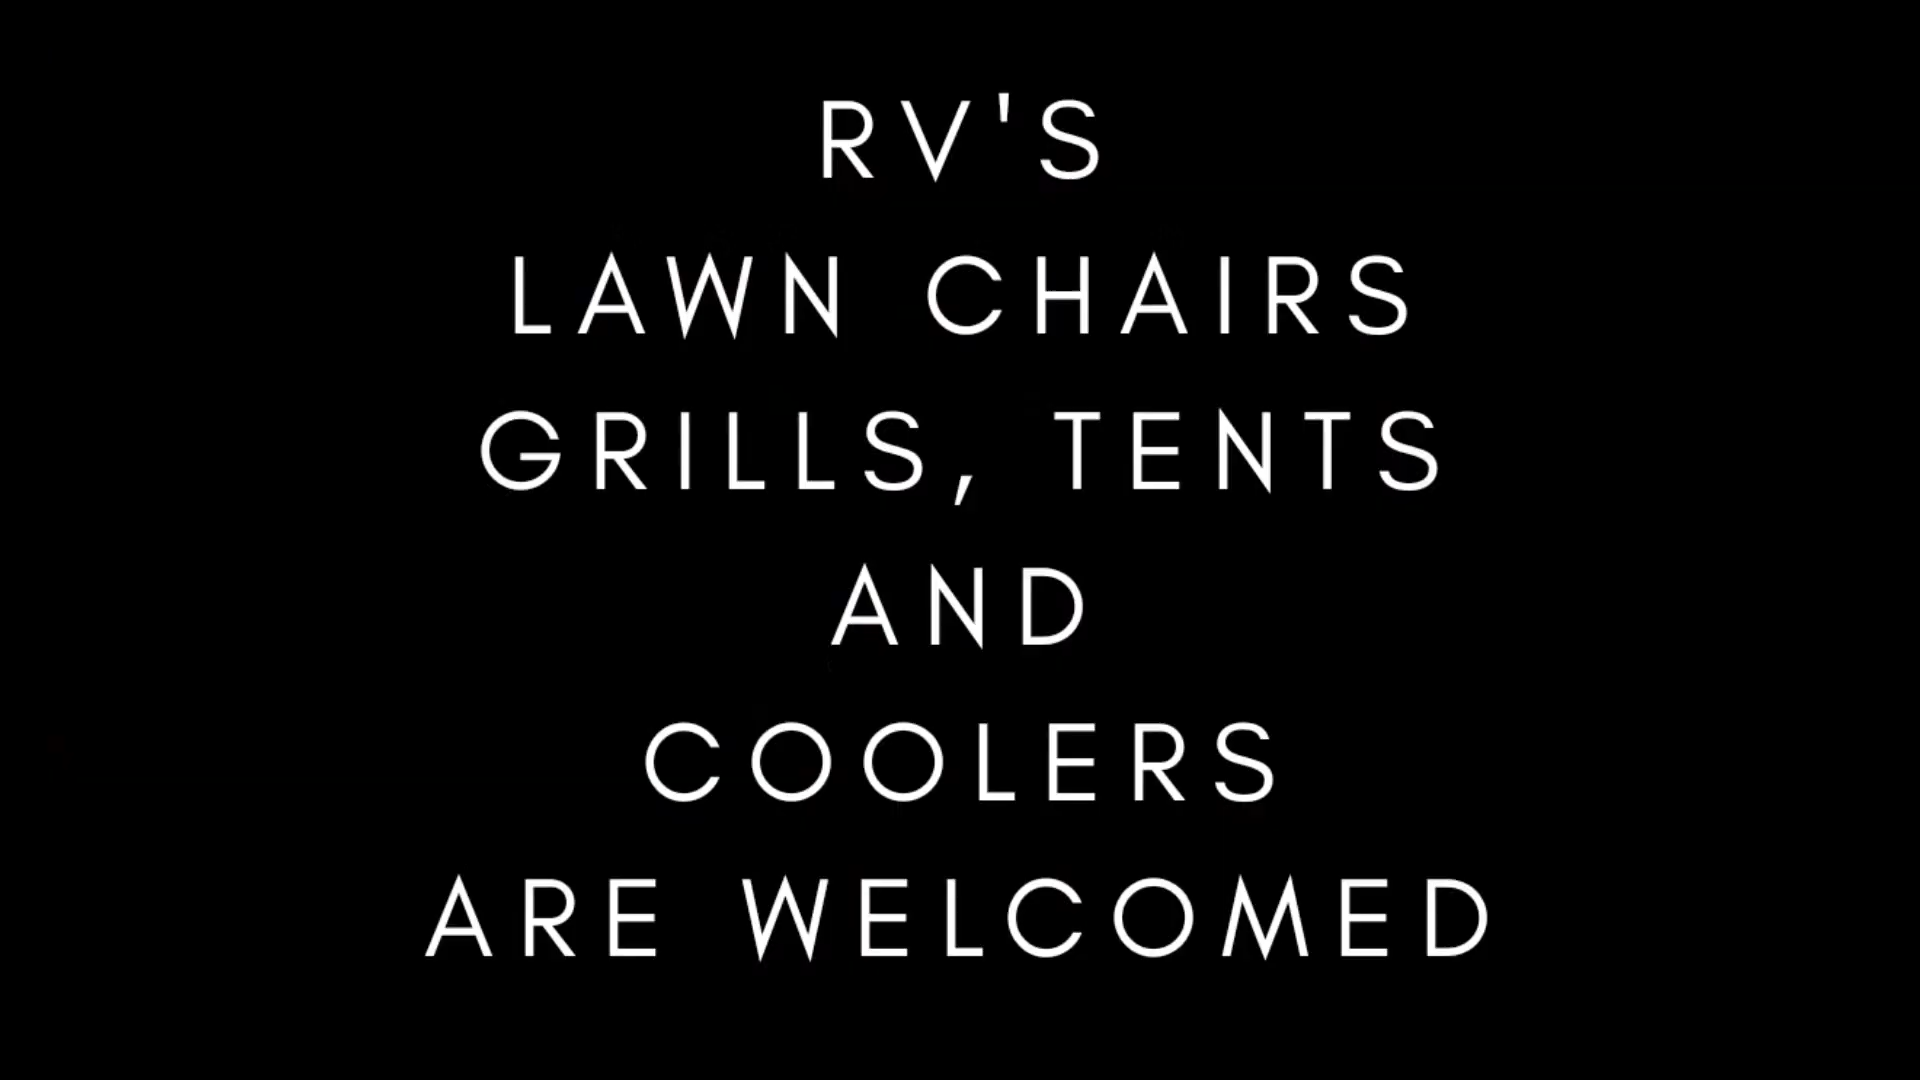 RV'S
LAWN CHAIRS
GRILLS, TENTS
AND
COOLERS
ARE WELCOMED